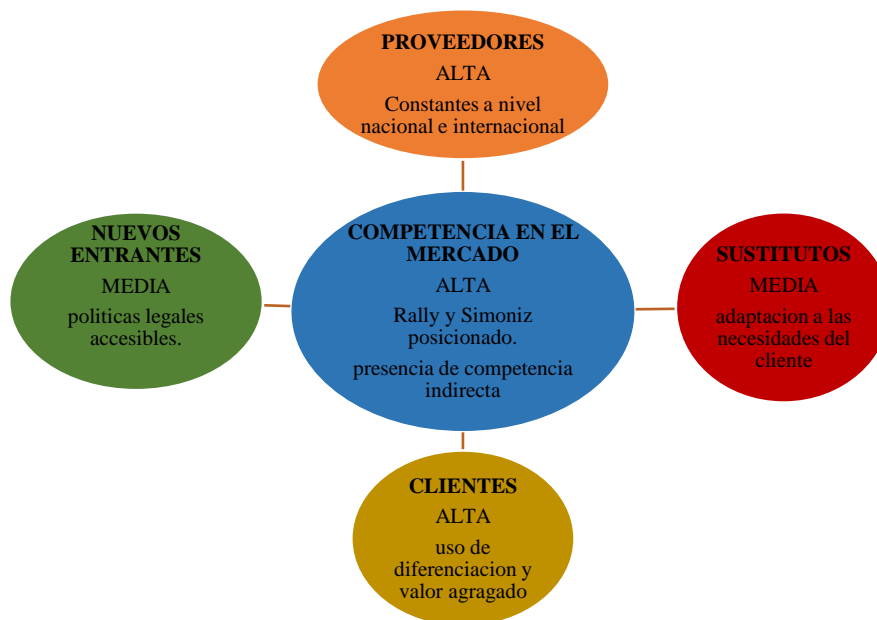 PROVEEDORES
ALTA
Constantes a nivel
nacional e internacional
NUEVOS
ENTRANTES
MEDIA
politicas legales
accesibles.
COMPETENCIA EN EL
MERCADO
ALTA
Rally y Simoniz
posicionado.
presencia de competencia
indirecta
SUSTITUTOS
MEDIA
adaptacion a las
necesidades del
cliente
CLIENTES
ALTA
uso de
diferenciacion y
valor agragado